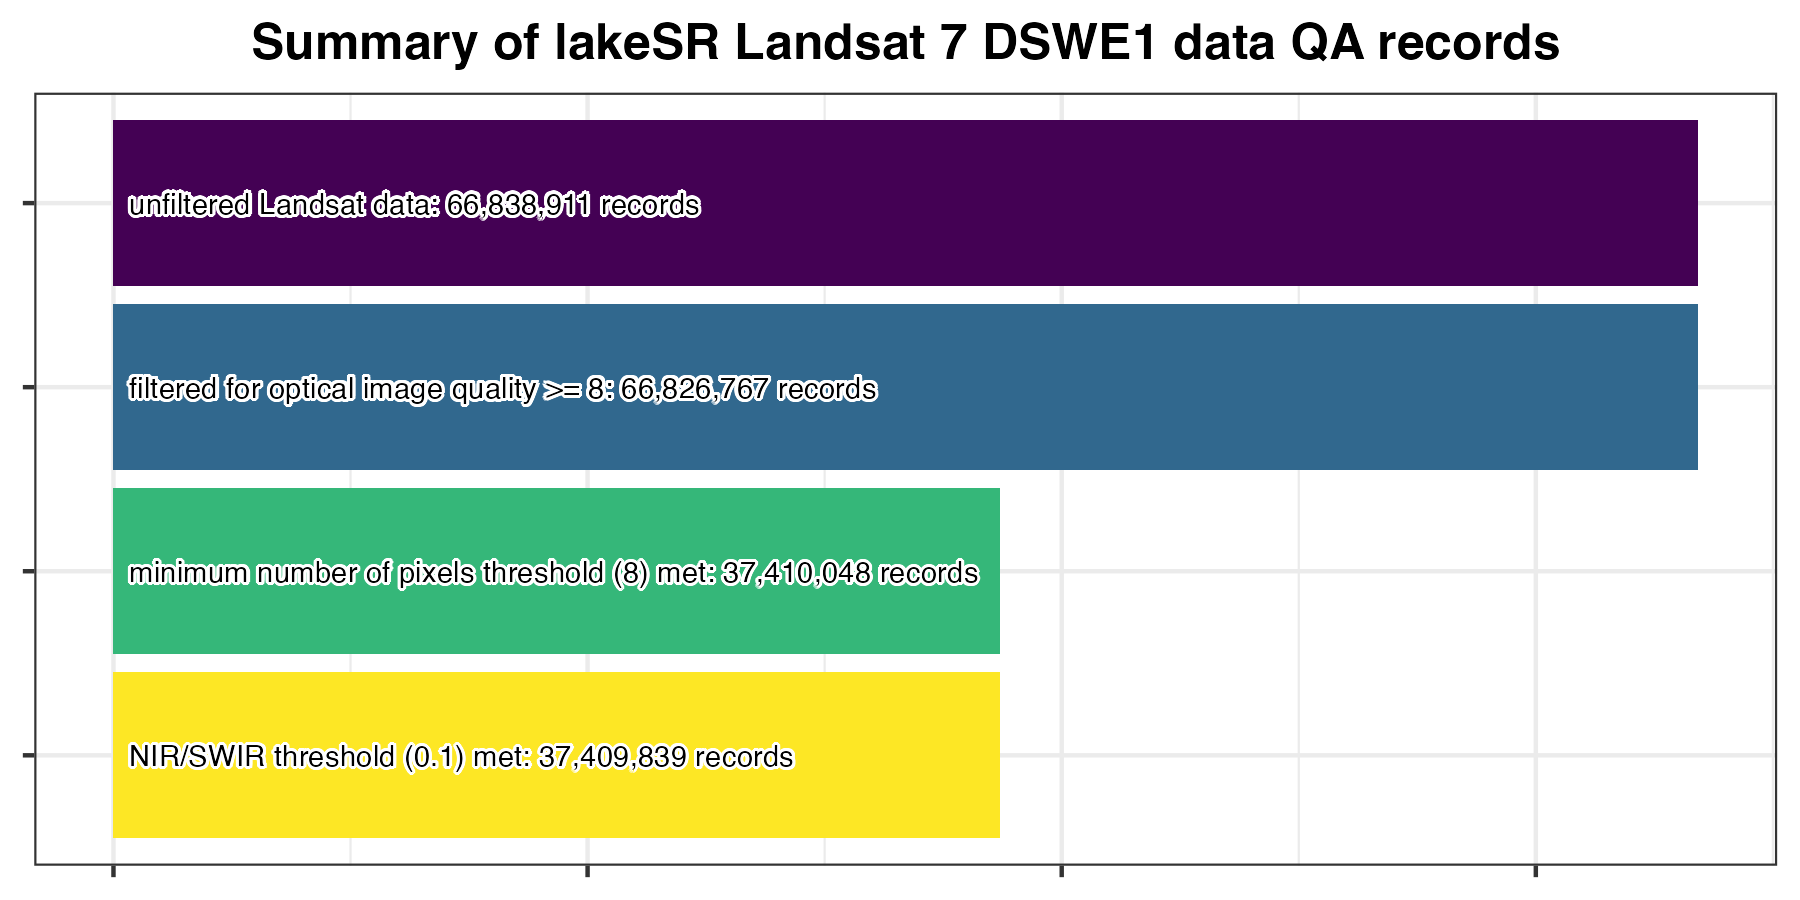 Summary of lakeSR Landsat 7 DSWE1 data QA records
unfiltered Landsat data: 66,838,911 records
filtered for optical image quality >= 8: 66,826,767 records
minimum number of pixels threshold (8) met: 37,410,048 records
NIR/SWIR threshold (0.1) met: 37,409,839 records